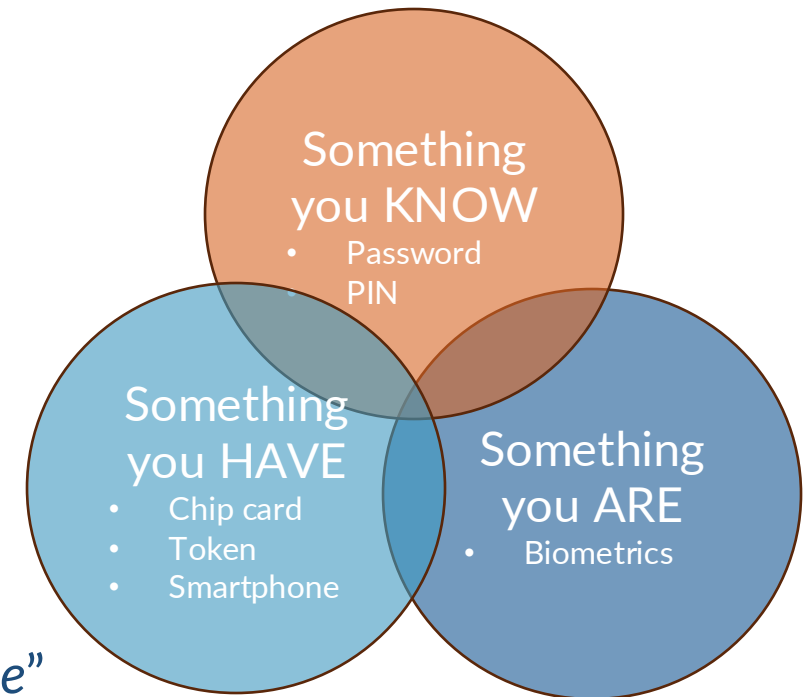 Something
you KNOW
• Password
• PIN
Something
you HAVE
• Chip card
• Token
• Smartphone
Something
you ARE
• Biometrics
e”